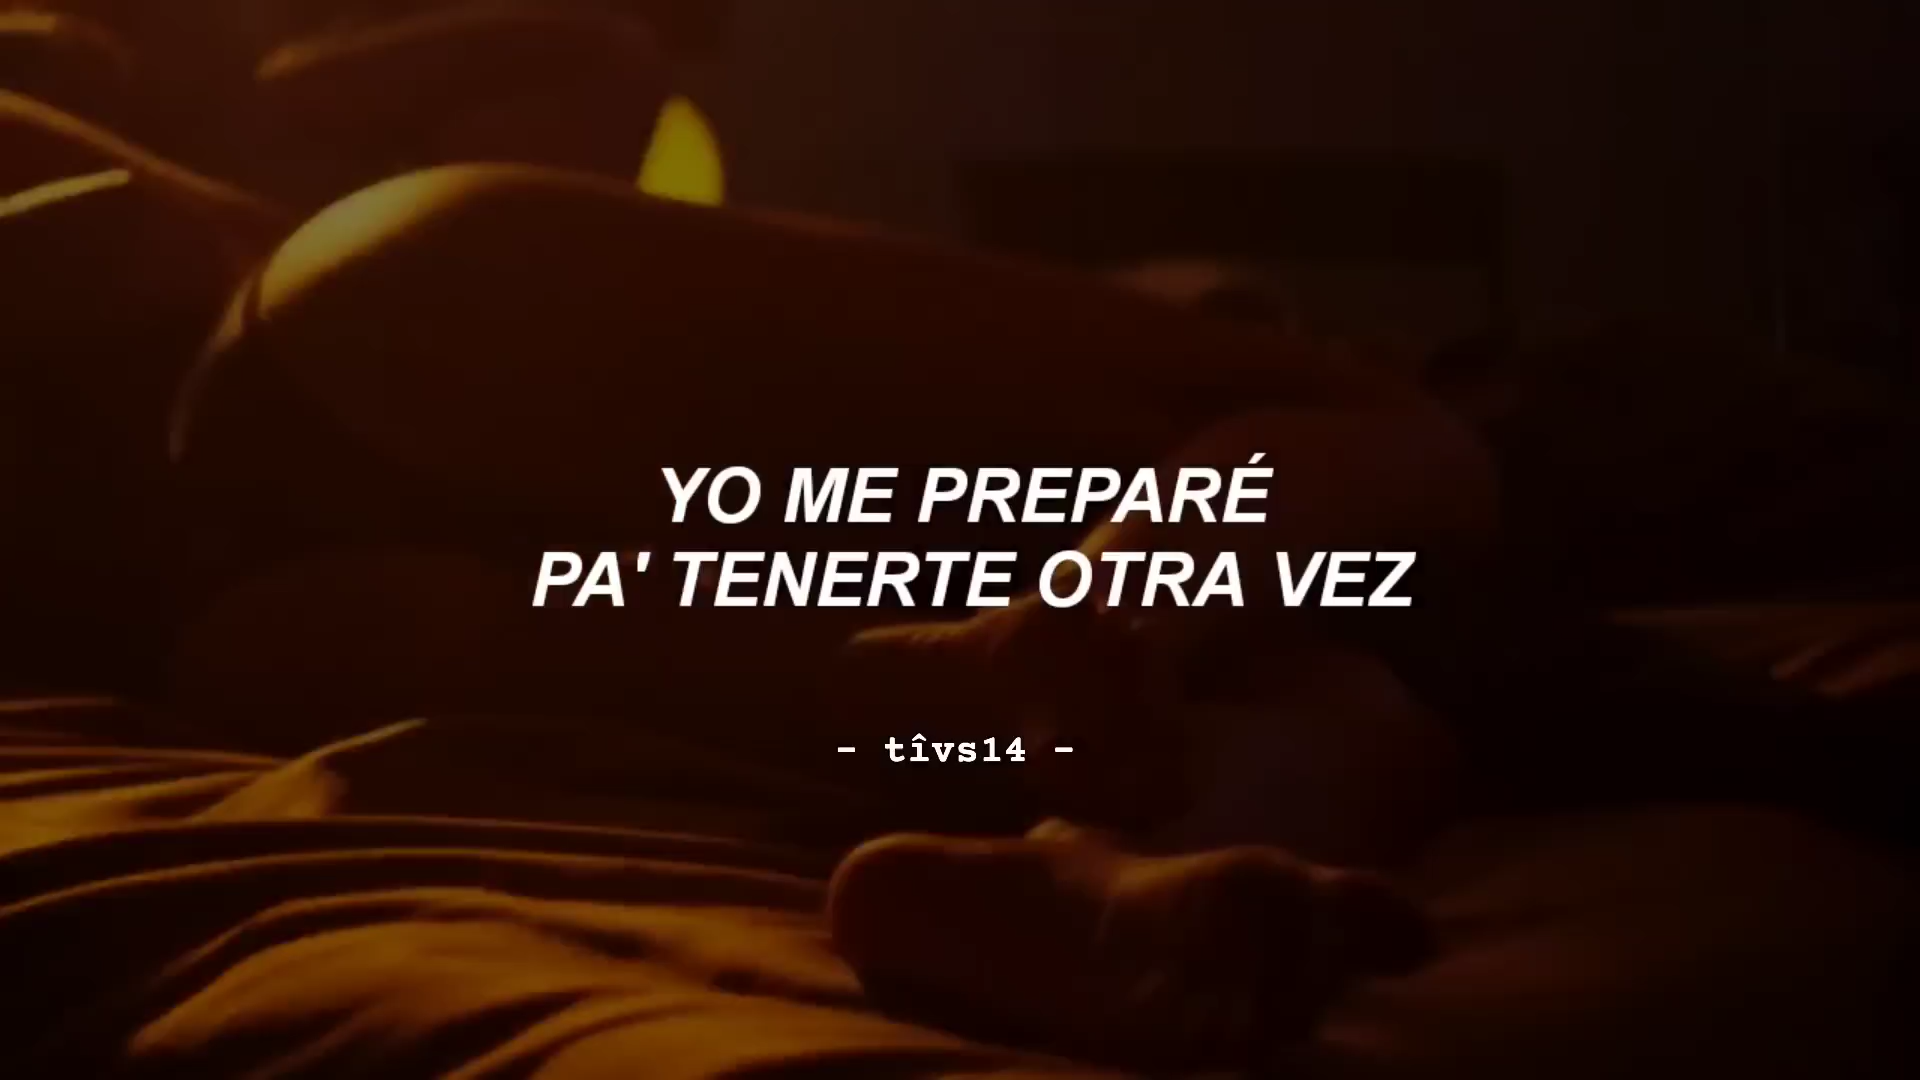 YO ME PREPARÉ
PA' TENERTE OTRA VEZ
- tîvs14 -